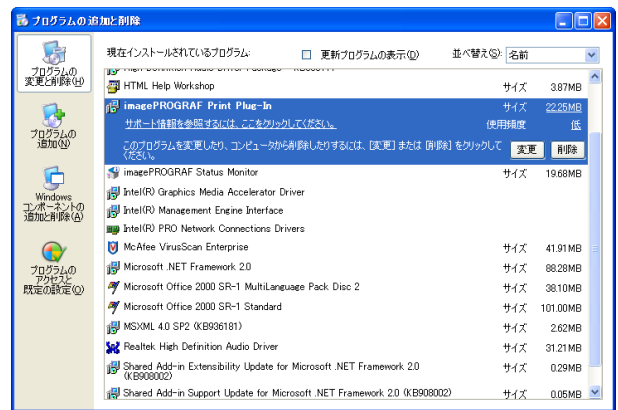 プログラムの追加と削除
プログラムの
変更と削除(H)
プログラムの
追加(N)
Windows
コンポーネントの
追加と削除(A)
プログラムの
アクセスと
既定の設定(O)
現在インストールされているプログラム:
更新プログラムの表示(D)
並べ替え(S):
名前
HTML Help Workshop サイズ 3.87MB
imagePROGRAF Print Plug-In サイズ 22.25MB
サポート情報を参照するには、ここをクリックしてください。 使用頻度 低
このプログラムを変更したり、コンピュータから削除したりするには、[変更] または [削除] をクリックして
ください。
変更 削除
imagePROGRAF Status Monitor サイズ 19.68MB
Intel(R) Graphics Media Accelerator Driver
Intel(R) Management Engine Interface
Intel(R) PRO Network Connections Drivers
McAfee VirusScan Enterprise サイズ 41.91MB
Microsoft .NET Framework 2.0 サイズ 88.28MB
Microsoft Office 2000 SR-1 MultiLanguage Pack Disc 2 サイズ 38.10MB
Microsoft Office 2000 SR-1 Standard サイズ 101.00MB
MSXML 4.0 SP2 (KB936181) サイズ 2.62MB
Realtek High Definition Audio Driver サイズ 31.21MB
Shared Add-in Extensibility Update for Microsoft .NET Framework 2.0
(KB908002) サイズ 0.29MB
Shared Add-in Support Update for Microsoft .NET Framework 2.0 (KB908002) サイズ 0.05MB